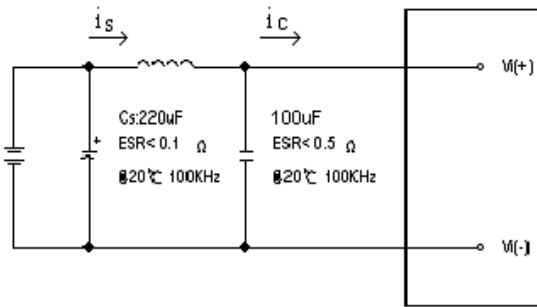 is
ic
Vi(+)
Cs:220uF
ESR<0.1 Ω
@20℃ 100KHz
100uF
ESR<0.5 Ω
@20℃ 100KHz
+
Vi(-)